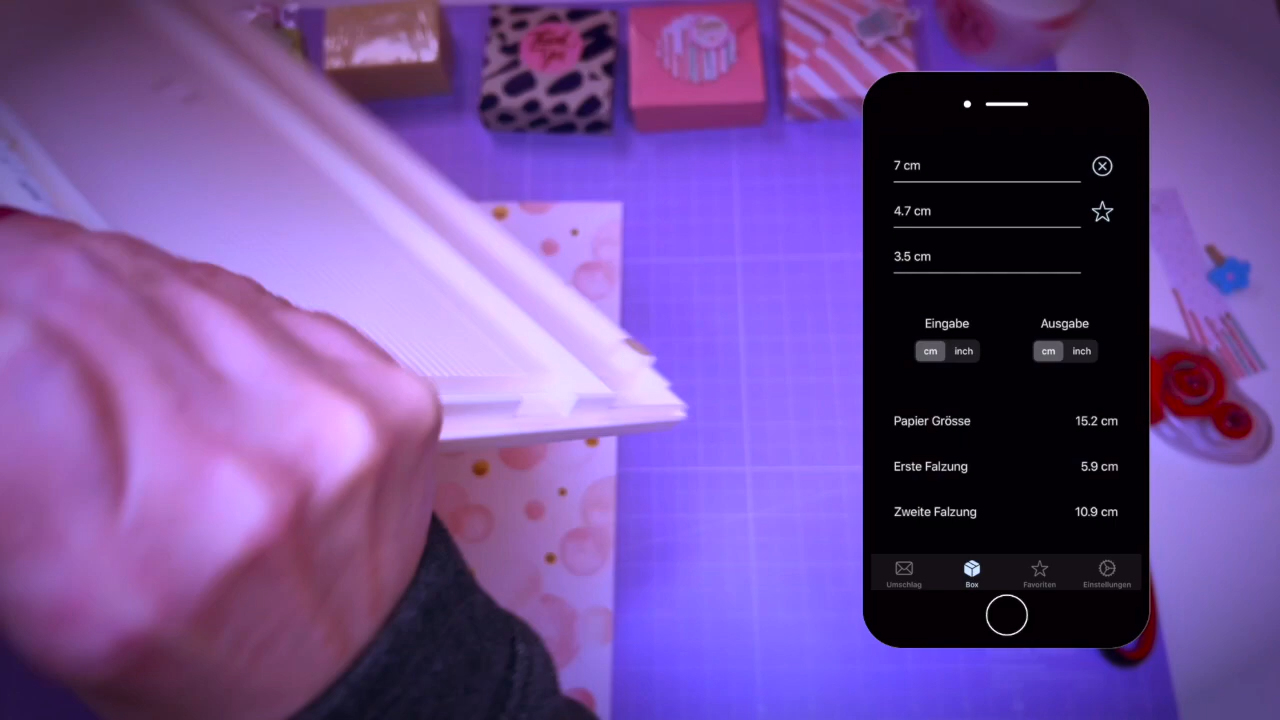 7 cm
4.7 cm
3.5 cm
Eingabe Ausgabe
cm inch cm inch
Papier Grösse 15.2 cm
Erste Falzung 5.9 cm
Zweite Falzung 10.9 cm
Umschlag Box Favoriten Einstellungen